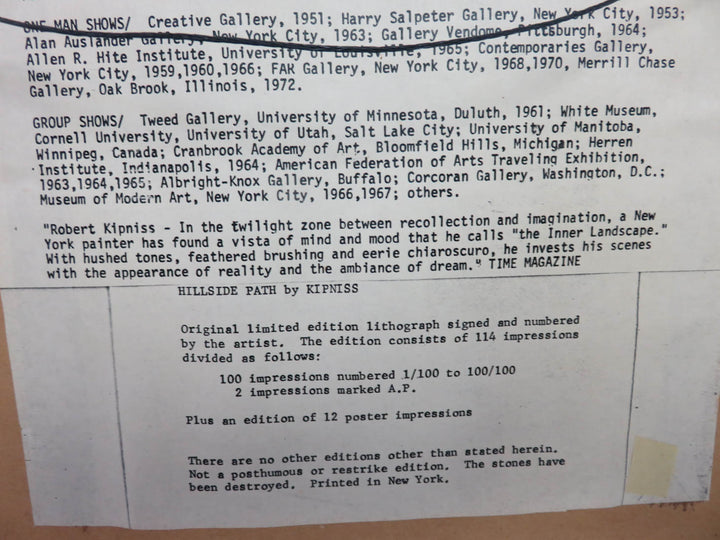 ONE MAN SHOWS/ Creative Gallery, 1951; Harry Salpeter Gallery, New York City, 1953;
Alan Auslander Gallery, New York City, 1963; Gallery Vendome, Pittsburgh, 1964;
Allen R. Hite Institute, University of Louisville, 1965; Contemporaries Gallery,
New York City, 1959,1960,1966; FAR Gallery, New York City, 1968,1970, Merrill Chase
Gallery, Oak Brook, Illinois, 1972.
GROUP SHOWS/ Tweed Gallery, University of Minnesota, Duluth, 1961; White Museum,
Cornell University, University of Utah, Salt Lake City; University of Manitoba,
Winnipeg, Canada; Cranbrook Academy of Art, Bloomfield Hills, Michigan; Herren
Institute, Indianapolis, 1964; American Federation of Arts Traveling Exhibition,
1963,1964,1965; Albright-Knox Gallery, Buffalo; Corcoran Gallery, Washington, D.C.;
Museum of Modern Art, New York City, 1966,1967; others.
"Robert Kipniss - In the twilight zone between recollection and imagination, a New
York painter has found a vista of mind and mood that he calls "the Inner Landscape."
With hushed tones, feathered brushing and eerie chiaroscuro, he invests his scenes
with the appearance of reality and the ambiance of dream." TIME MAGAZINE
HILLSIDE PATH by KIPNISS
Original limited edition lithograph signed and numbered
by the artist. The edition consists of 114 impressions
divided as follows:
100 impressions numbered 1/100 to 100/100
2 impressions marked A.P.
Plus an edition of 12 poster impressions
There are no other editions other than stated herein.
Not a posthumous or restrike edition. The stones have
been destroyed. Printed in New York.